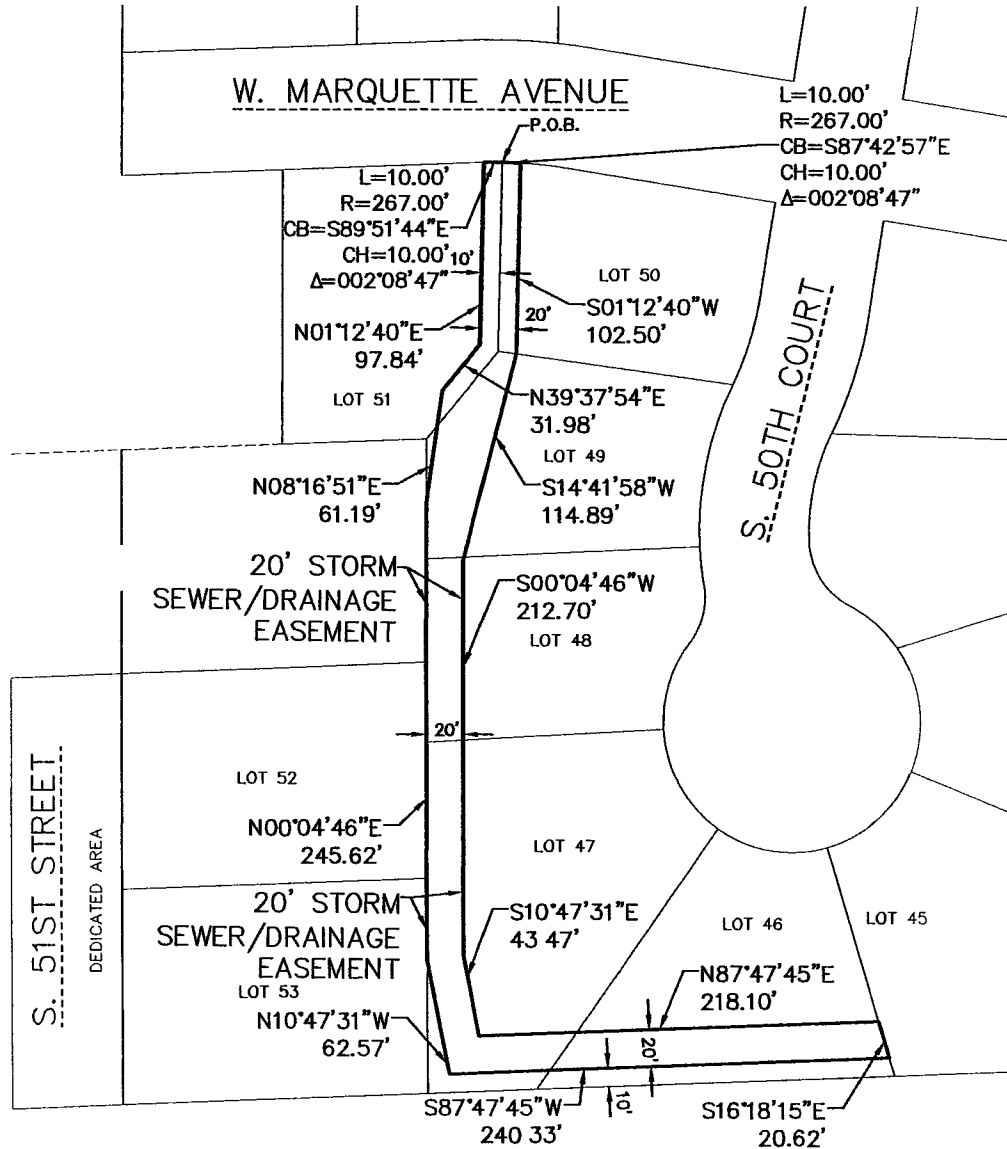 W. MARQUETTE AVENUE
P.O.B.
L=10.00'
R=267.00'
CB=S87°42'57"E
CH=10.00'
Δ=002°08'47"
L=10.00'
R=267.00'
CB=S89°51'44"E
CH=10.00'
Δ=002°08'47"
10'
LOT 50
S01°12'40"W
102.50'
20'
N01°12'40"E
97.84'
LOT 51
N39°37'54"E
31.98'
S. 50TH COURT
LOT 49
S14°41'58"W
114.89'
N08°16'51"E
61.19'
20' STORM
SEWER/DRAINAGE
EASEMENT
S00°04'46"W
212.70'
LOT 48
20'
LOT 52
N00°04'46"E
245.62'
LOT 47
S. 51ST STREET
DEDICATED AREA
20' STORM
SEWER/DRAINAGE
EASEMENT
LOT 53
S10°47'31"E
43 47'
LOT 46
LOT 45
N87°47'45"E
218.10'
N10°47'31"W
62.57'
20'
10'
S87°47'45"W
240 33'
S16°18'15"E
20.62'